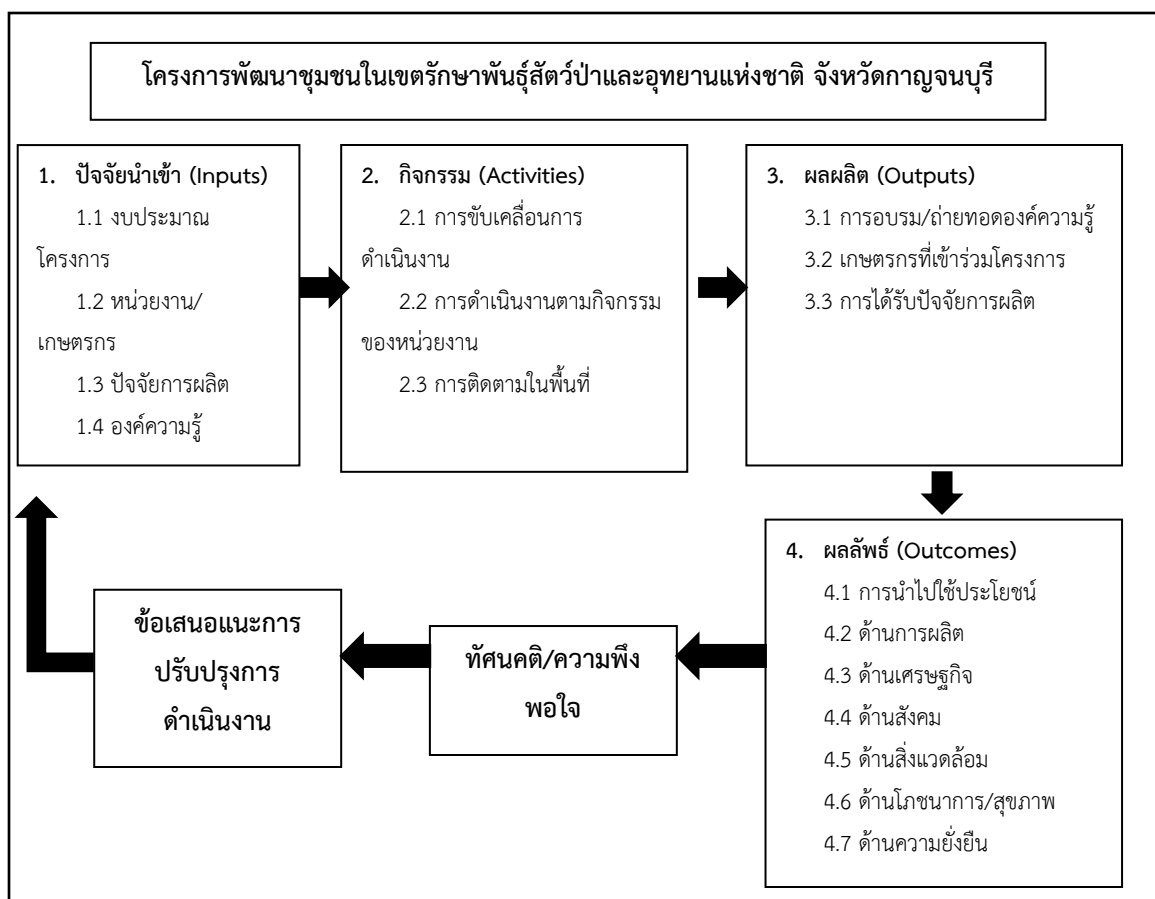 โครงการพัฒนาชุมชนในเขตรักษาพันธุ์สัตว์ป่าและอุทยานแห่งชาติ จังหวัดกาญจนบุรี
1. ปัจจัยนำเข้า (Inputs)
1.1 งบประมาณ
โครงการ
1.2 หน่วยงาน/
เกษตรกร
1.3 ปัจจัยการผลิต
1.4 องค์ความรู้
2. กิจกรรม (Activities)
2.1 การขับเคลื่อนการ
ดำเนินงาน
2.2 การดำเนินงานตามกิจกรรม
ของหน่วยงาน
2.3 การติดตามในพื้นที่
3. ผลผลิต (Outputs)
3.1 การอบรม/ถ่ายทอดองค์ความรู้
3.2 เกษตรกรที่เข้าร่วมโครงการ
3.3 การได้รับปัจจัยการผลิต
4. ผลลัพธ์ (Outcomes)
4.1 การนำไปใช้ประโยชน์
4.2 ด้านการผลิต
4.3 ด้านเศรษฐกิจ
4.4 ด้านสังคม
4.5 ด้านสิ่งแวดล้อม
4.6 ด้านโภชนาการ/สุขภาพ
4.7 ด้านความยั่งยืน
ทัศนคติ/ความพึง
พอใจ
ข้อเสนอแนะการ
ปรับปรุงการ
ดำเนินงาน